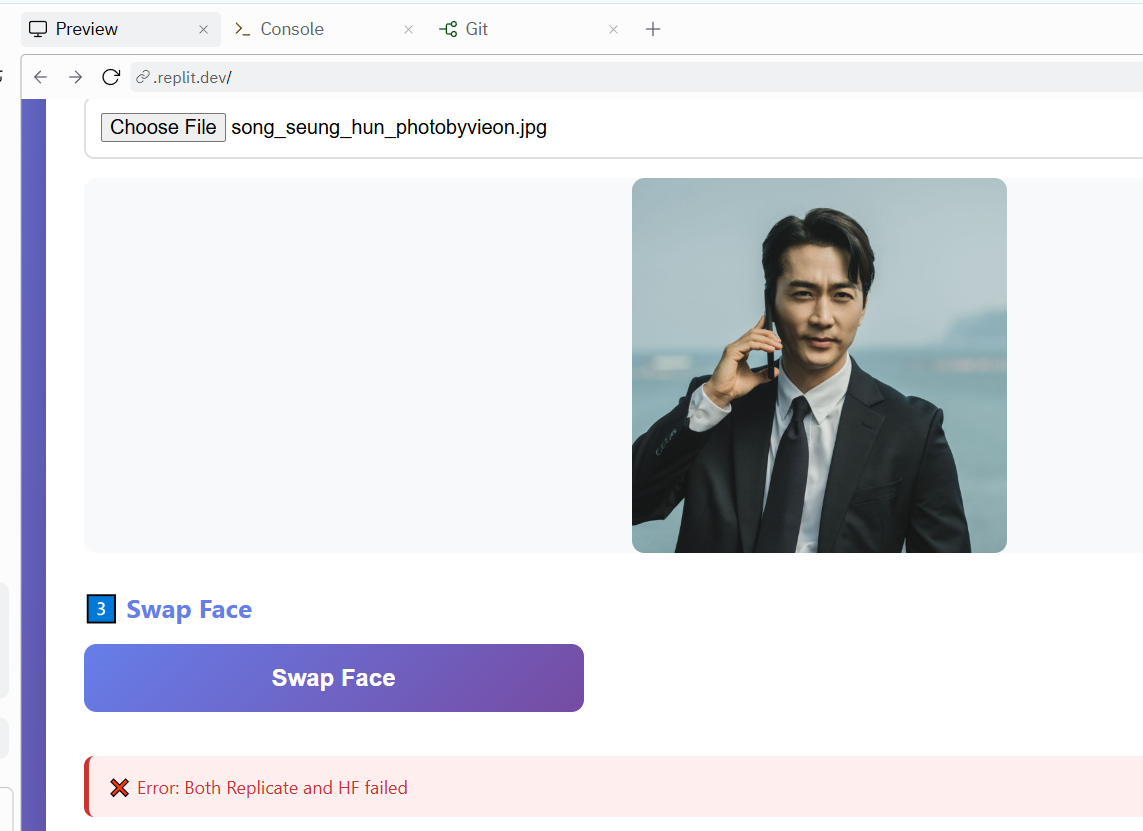 Preview
Console
Git
.replit.dev/
Choose File song_seung_hun_photobyvieon.jpg
3 Swap Face
Swap Face
Error: Both Replicate and HF failed